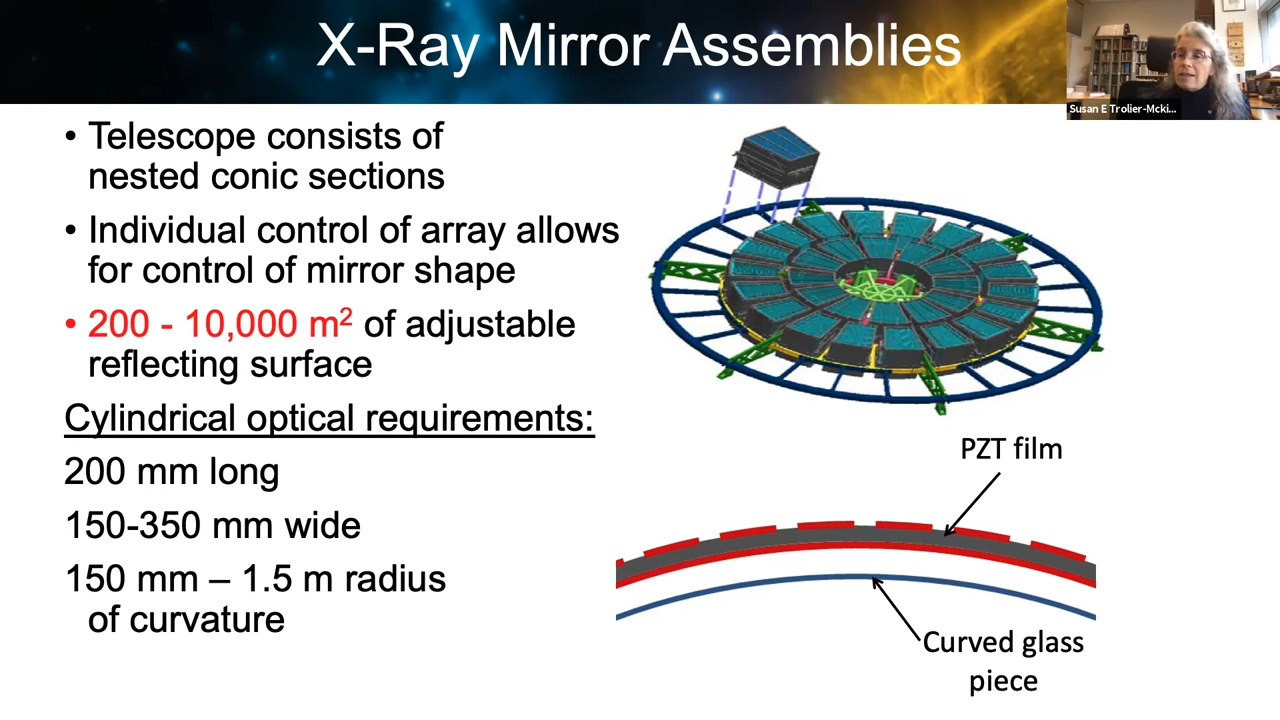 X-Ray Mirror Assemblies
Susan E Trolier-Mcki...
• Telescope consists of
nested conic sections
• Individual control of array allows
for control of mirror shape
• 200 - 10,000 m² of adjustable
reflecting surface
Cylindrical optical requirements:
200 mm long
150-350 mm wide
150 mm – 1.5 m radius
of curvature
PZT film
Curved glass
piece